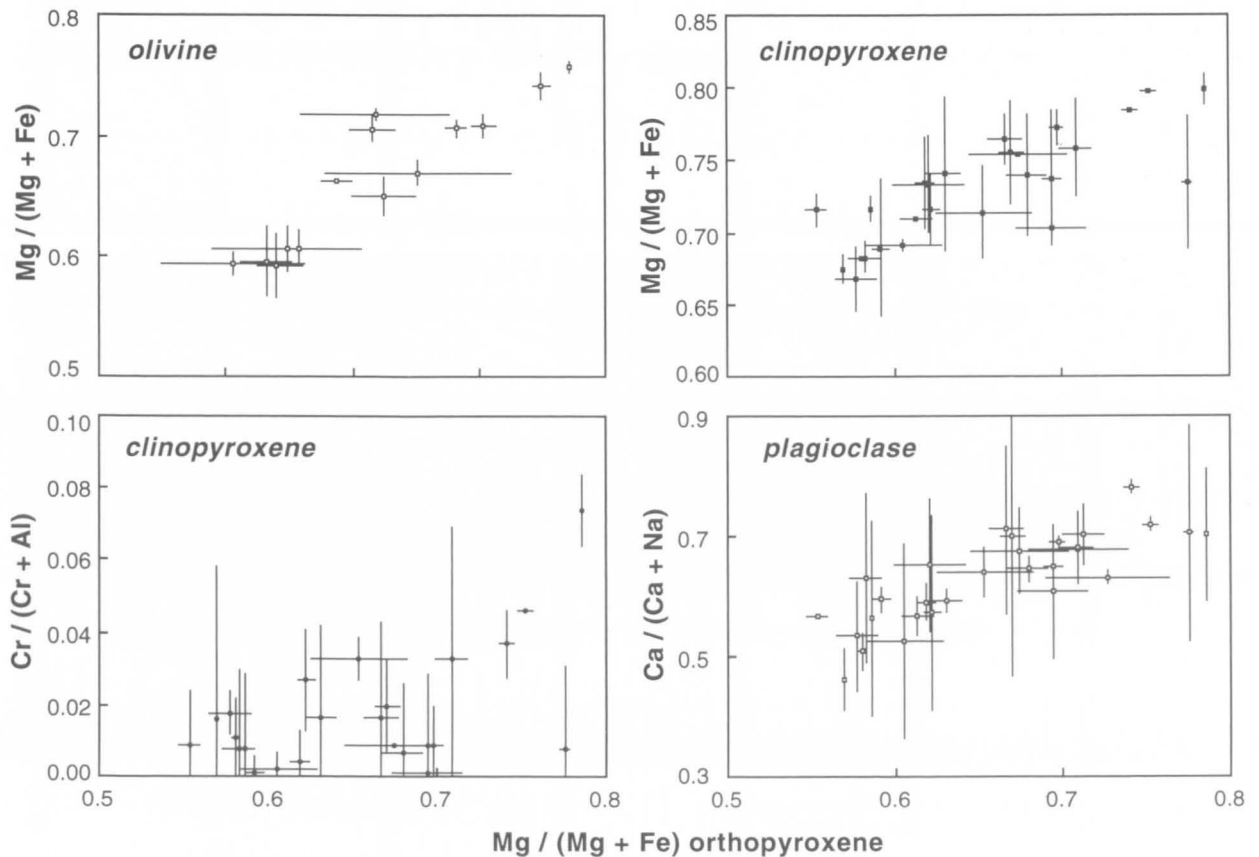 olivine
Mg / (Mg + Fe)
0.8
0.7
0.6
0.5
clinopyroxene
Mg / (Mg + Fe)
0.85
0.80
0.75
0.70
0.65
0.60
clinopyroxene
Cr / (Cr + Al)
0.10
0.08
0.06
0.04
0.02
0.00
0.5 0.6 0.7 0.8
plagioclase
Ca / (Ca + Na)
0.9
0.7
0.5
0.3
0.5 0.6 0.7 0.8
Mg / (Mg + Fe) orthopyroxene